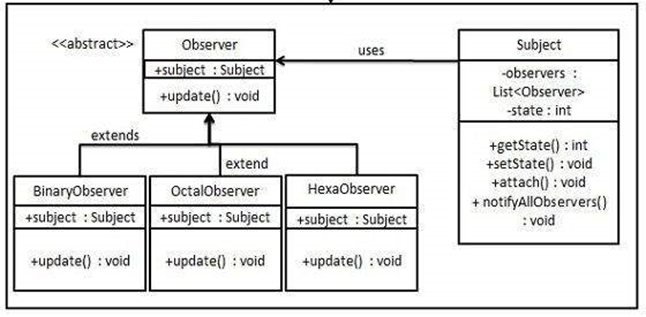 <<abstract>>
Observer
+subject : Subject
+update() : void
uses
Subject
-observers :
List<Observer>
-state : int
+getState() : int
+setState() : void
+attach() : void
+ notifyAllObservers()
: void
extends
extend
BinaryObserver
+subject : Subject
+update() : void
OctalObserver
+subject : Subject
+update() : void
HexaObserver
+subject : Subject
+update() : void